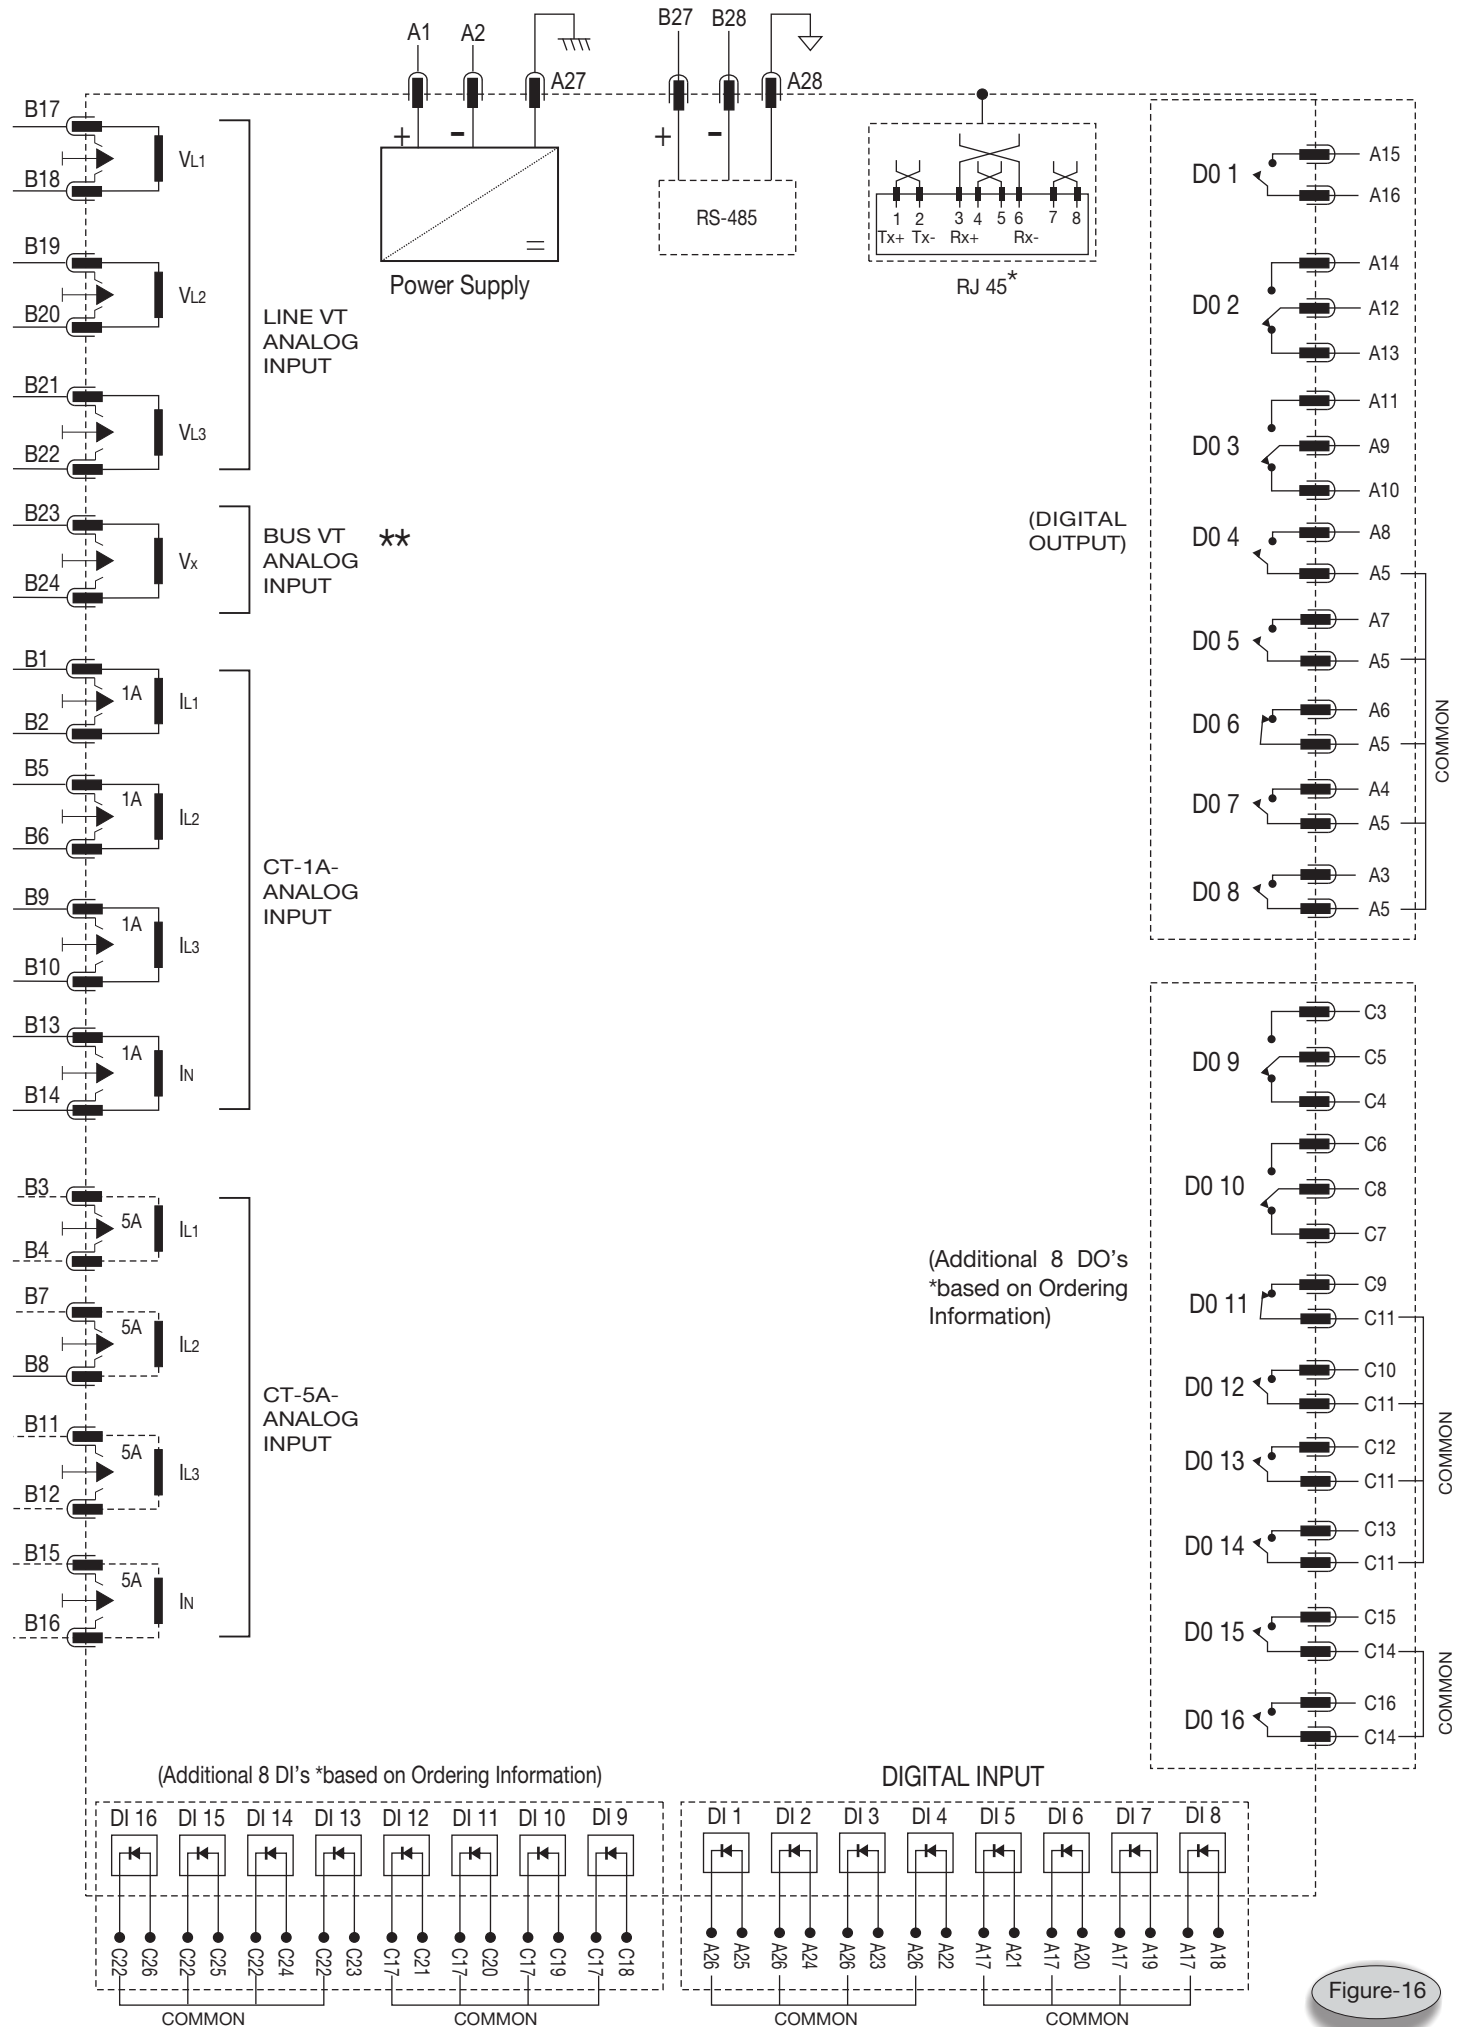 A1 A2
A27
B27 B28
A28
+ -
Power Supply
+ -
RS-485
1 2 3 4 5 6 7 8
Tx+ Tx- Rx+ Rx-
RJ 45*
B17
VL1
B18
B19
VL2
B20
B21
VL3
B22
LINE VT
ANALOG
INPUT
B23
Vx
B24
BUS VT **
ANALOG
INPUT
B1
1A IL1
B2
B5
1A IL2
B6
B9
1A IL3
B10
B13
1A IN
B14
CT-1A-
ANALOG
INPUT
B3
5A IL1
B4
B7
5A IL2
B8
B11
5A IL3
B12
B15
5A IN
B16
CT-5A-
ANALOG
INPUT
(DIGITAL
OUTPUT)
D0 1
A15
A16
D0 2
A14
A12
A13
D0 3
A11
A9
A10
D0 4
A8
A5
D0 5
A7
A5
D0 6
A6
A5
D0 7
A4
A5
D0 8
A3
A5
COMMON
(Additional 8 DO's
*based on Ordering
Information)
D0 9
C3
C5
C4
D0 10
C6
C8
C7
D0 11
C9
C11
D0 12
C10
C11
D0 13
C12
C11
D0 14
C13
C11
COMMON
D0 15
C15
C14
D0 16
C16
C14
COMMON
(Additional 8 DI's *based on Ordering Information)
DI 16 DI 15 DI 14 DI 13 DI 12 DI 11 DI 10 DI 9
C22 C26 C22 C25 C22 C24 C22 C23 C17 C21 C17 C20 C17 C19 C17 C18
COMMON COMMON
DIGITAL INPUT
DI 1 DI 2 DI 3 DI 4 DI 5 DI 6 DI 7 DI 8
A26 A25 A26 A24 A26 A23 A26 A22 A17 A21 A17 A20 A17 A19 A17 A18
COMMON COMMON
Figure-16